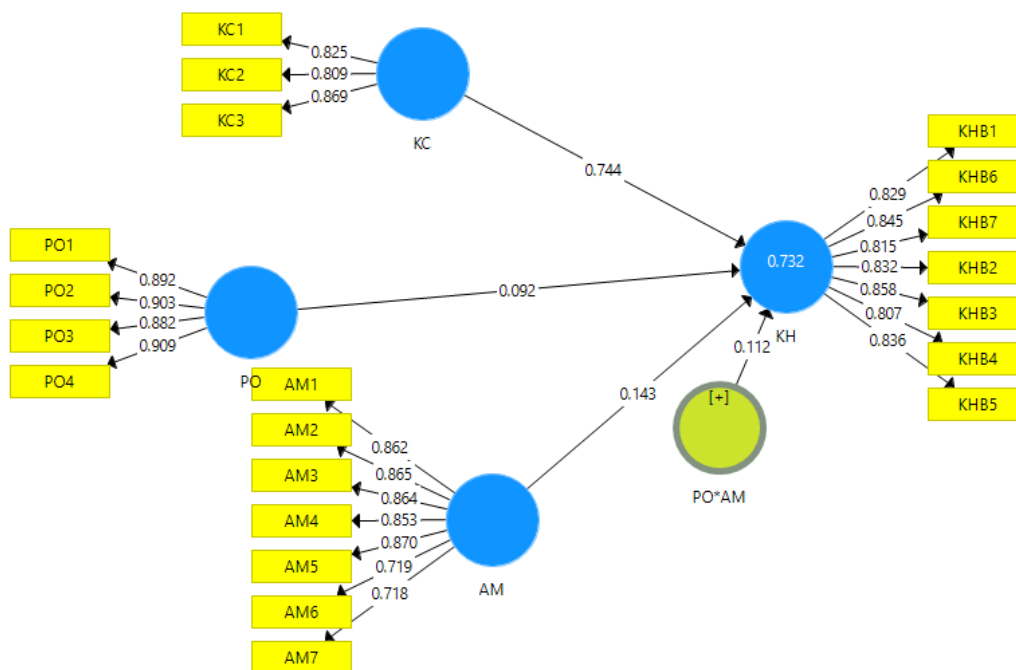 KC1
0.825
KC2
0.809
KC3
0.869
KC
0.744
PO1
0.892
PO2
0.903
PO3
0.882
PO4
0.909
PO
0.092
AM1
0.862
AM2
0.865
AM3
0.864
AM4
0.853
AM5
0.870
AM6
0.719
AM7
0.718
AM
0.143
[+]
PO*AM
0.112
0.732
KH
KHB1
0.829
KHB6
0.845
KHB7
0.815
KHB2
0.832
KHB3
0.858
KHB4
0.807
KHB5
0.836